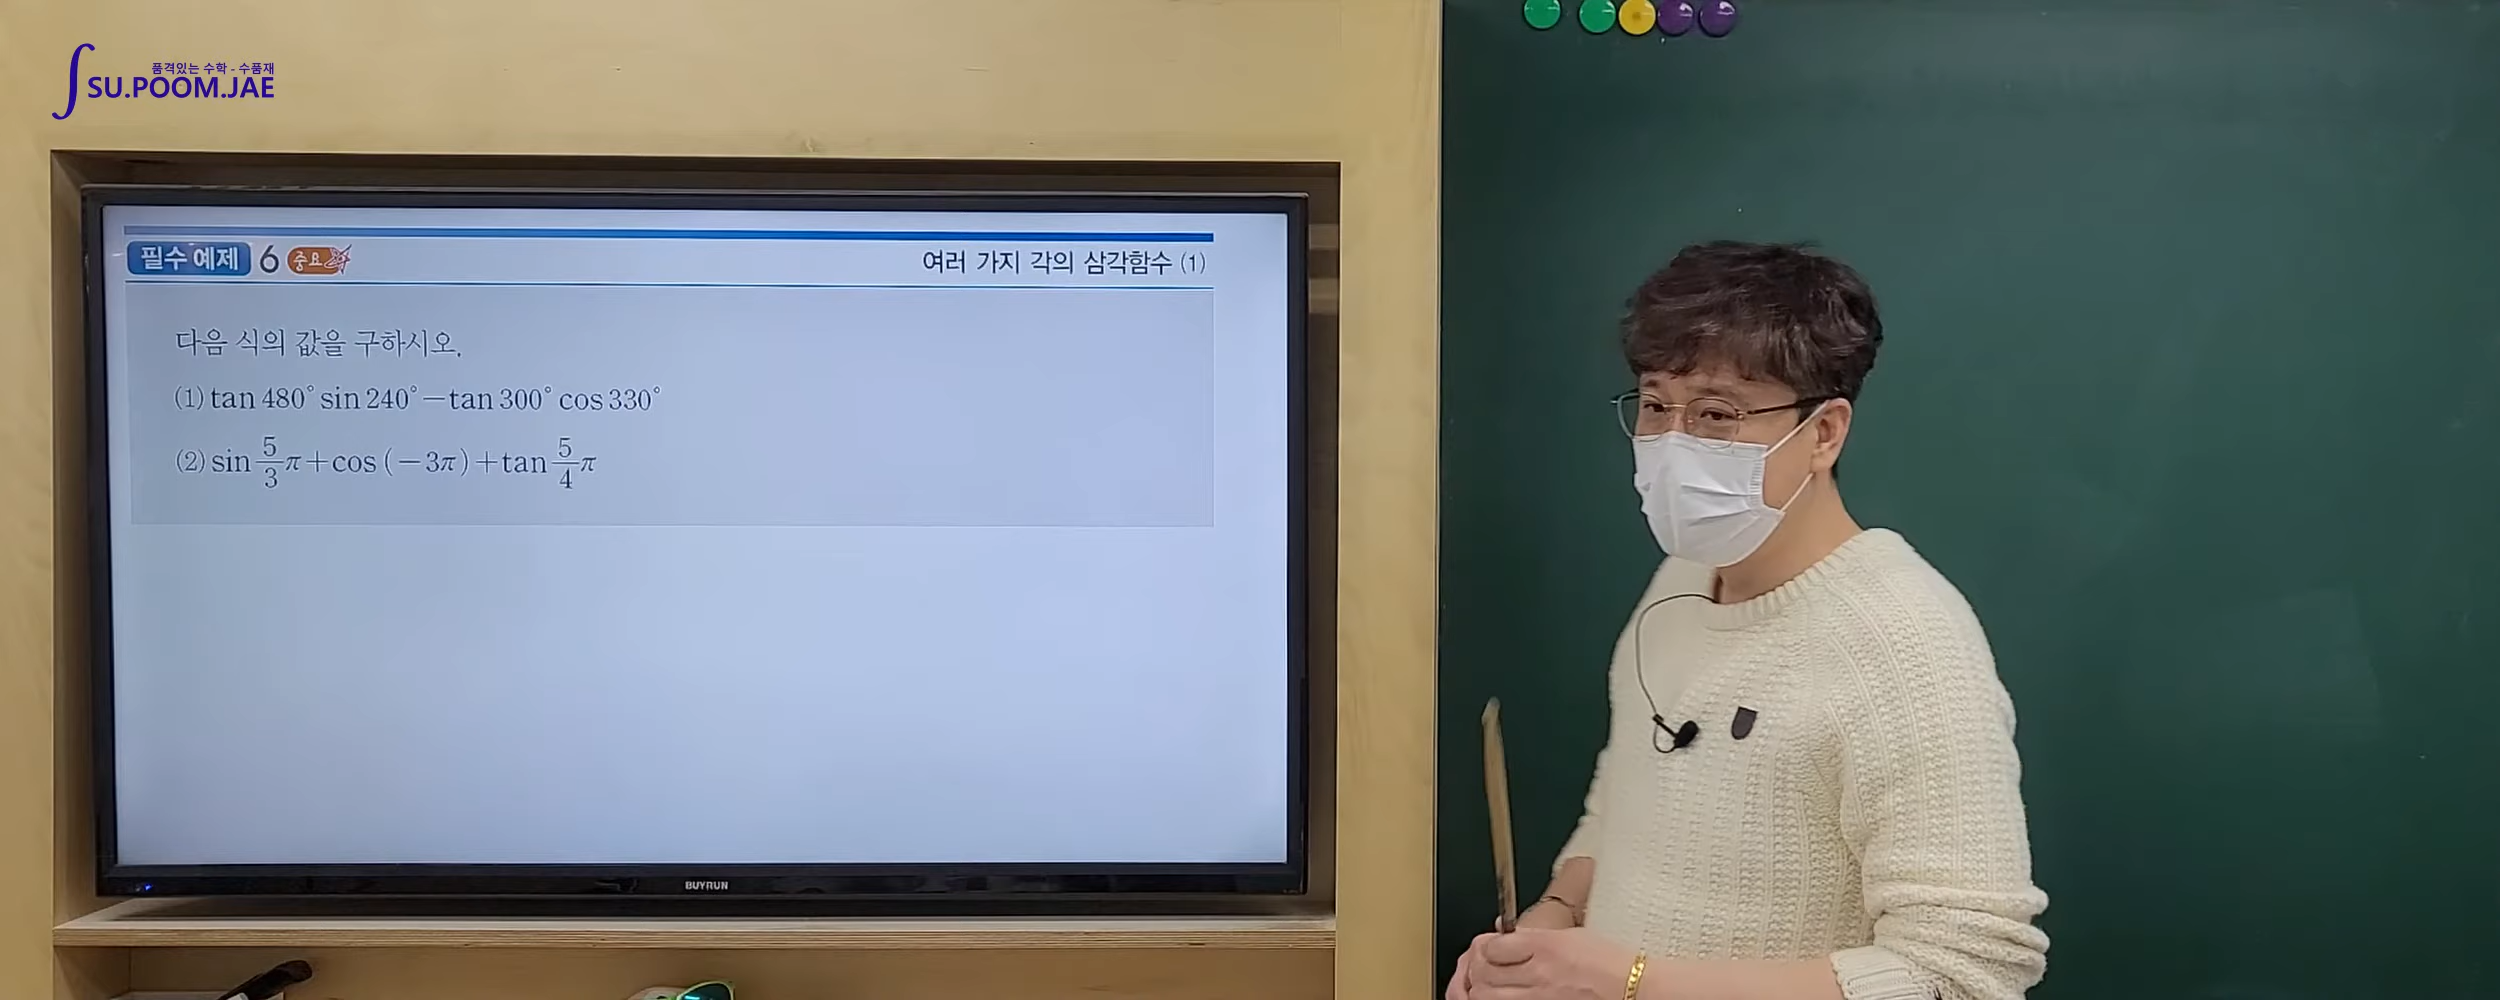 품격있는 수학 - 수품재
SU.POOM.JAE
필수 예제 6 중요
여러 가지 각의 삼각함수 (1)
다음 식의 값을 구하시오.
(1) tan 480° sin 240° − tan 300° cos 330°
(2) sin 5/3 π + cos (−3π) + tan 5/4 π
BUYRUN